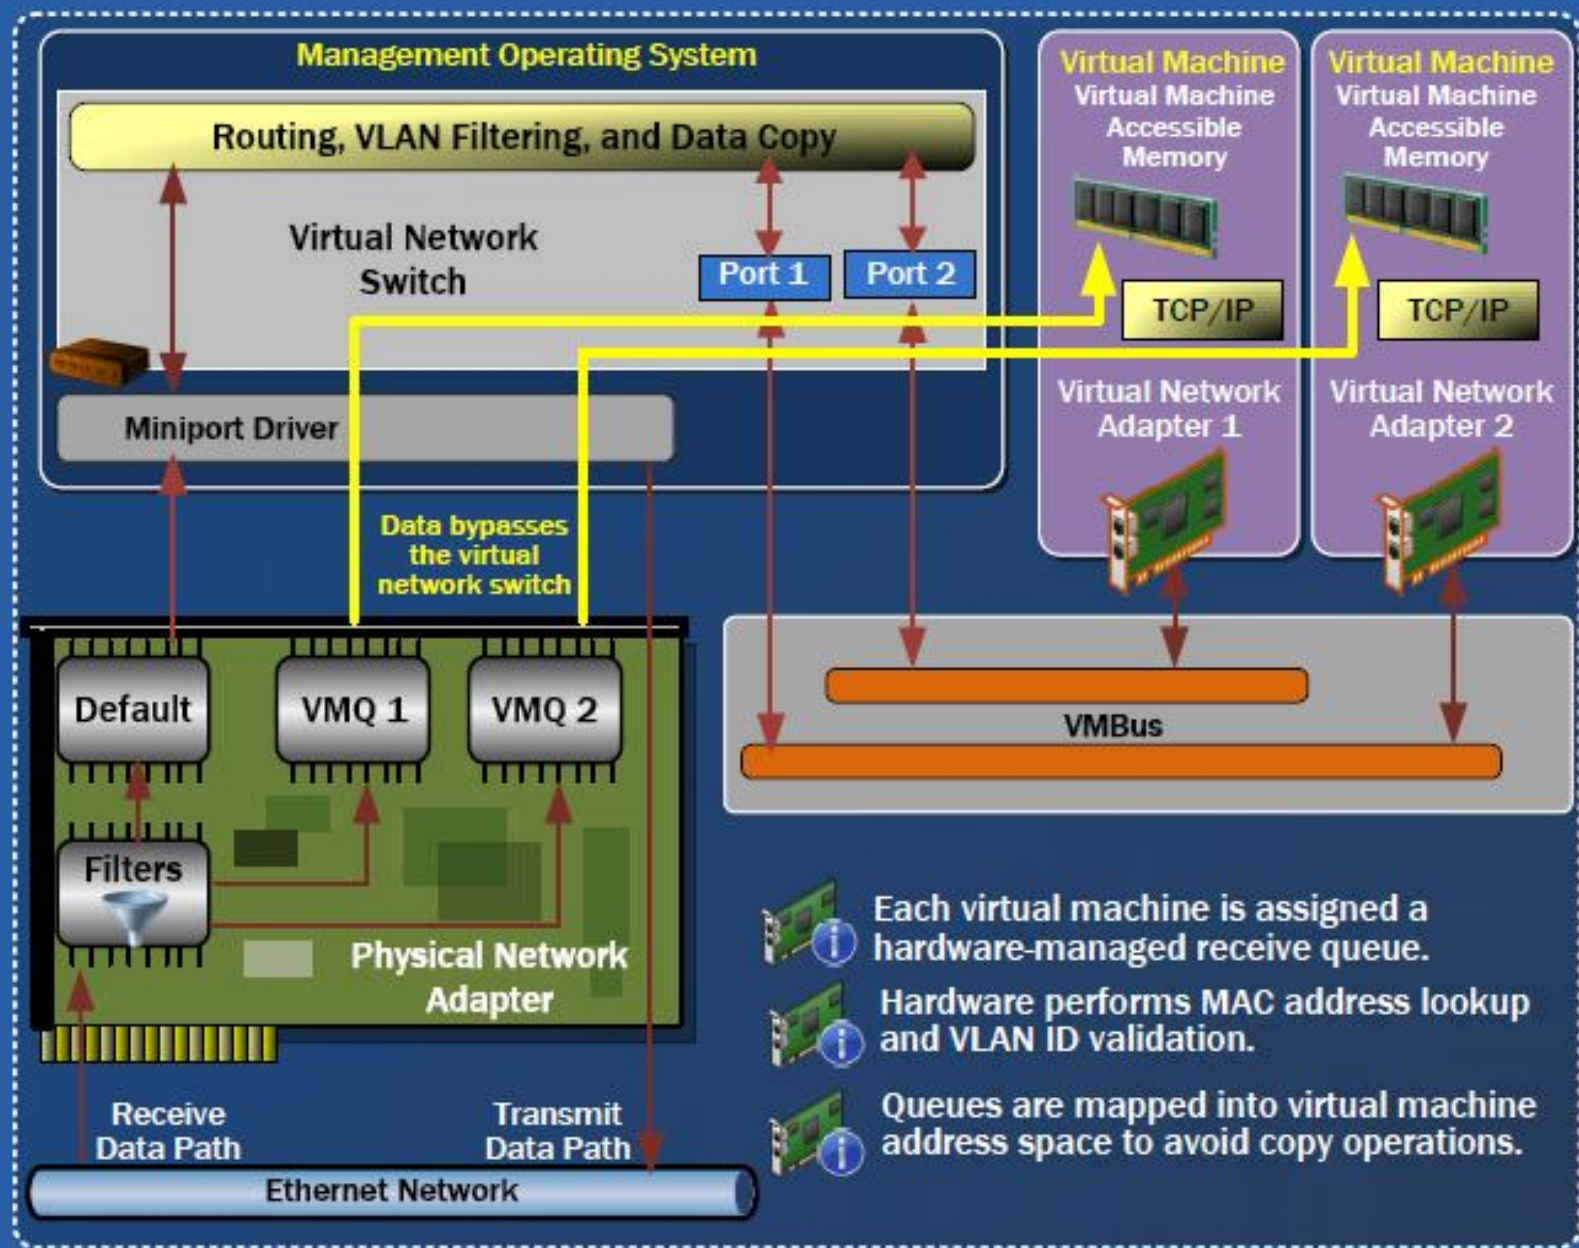 Management Operating System
Routing, VLAN Filtering, and Data Copy
Virtual Network
Switch
Port 1
Port 2
Miniport Driver
Virtual Machine
Virtual Machine
Accessible
Memory
TCP/IP
Virtual Network
Adapter 1
Virtual Machine
Virtual Machine
Accessible
Memory
TCP/IP
Virtual Network
Adapter 2
Data bypasses
the virtual
network switch
Default
VMQ 1
VMQ 2
Filters
Physical Network
Adapter
VMBus
Each virtual machine is assigned a
hardware-managed receive queue.
Hardware performs MAC address lookup
and VLAN ID validation.
Queues are mapped into virtual machine
address space to avoid copy operations.
Receive
Data Path
Transmit
Data Path
Ethernet Network